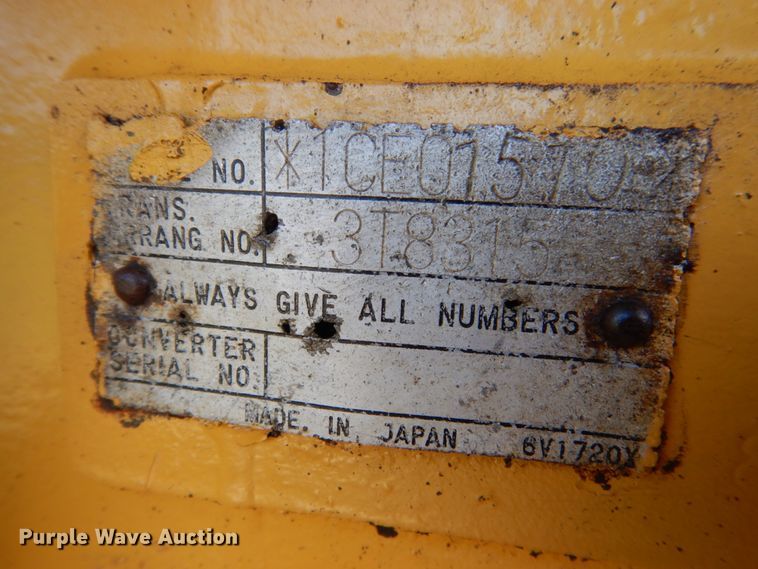 NO. *1CE01570
TRANS.
ARRANG NO. 3T8315
ALWAYS GIVE ALL NUMBERS
CONVERTER
SERIAL NO.
MADE IN JAPAN 6V1720X
Purple Wave Auction